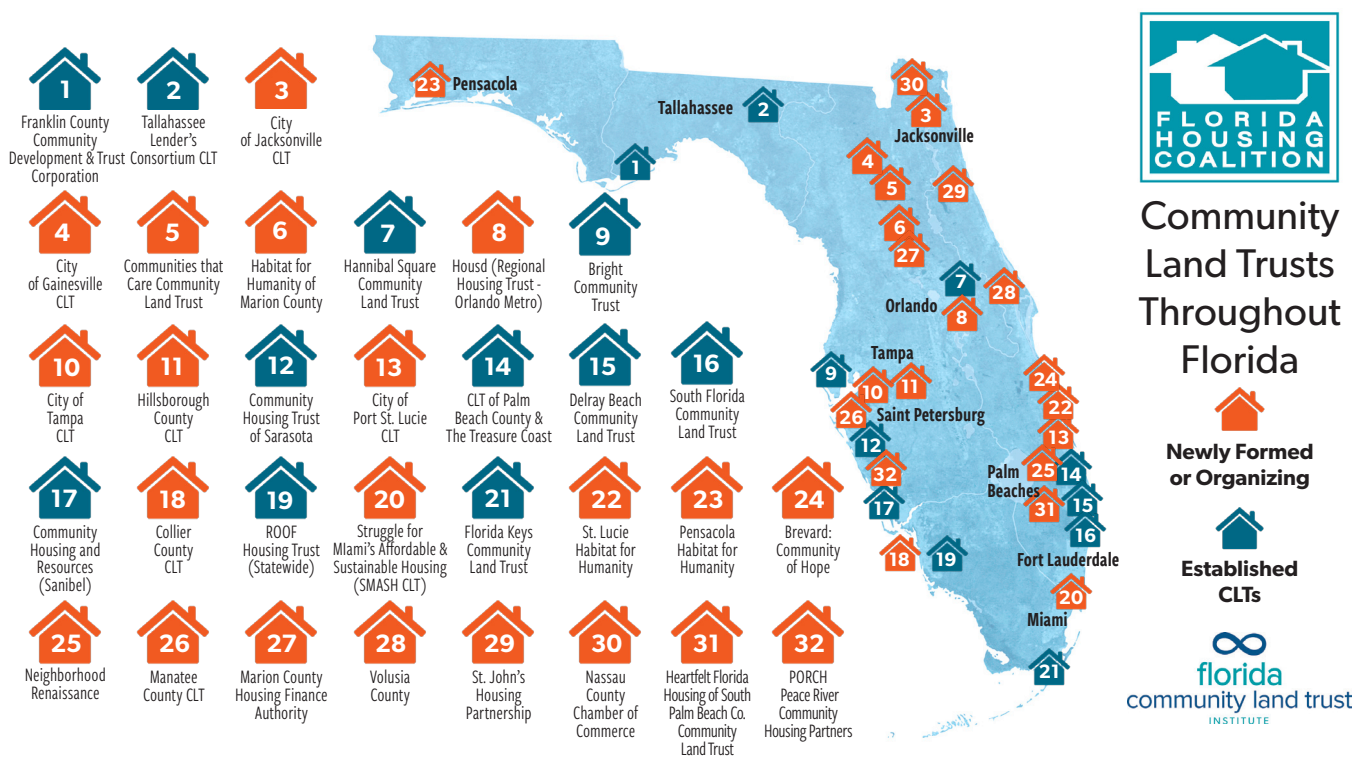 1
Franklin County
Community
Development & Trust
Corporation
2
Tallahassee
Lender's
Consortium CLT
3
City
of Jacksonville
CLT
4
City
of Gainesville
CLT
5
Communities that
Care Community
Land Trust
6
Habitat for
Humanity of
Marion County
7
Hannibal Square
Community
Land Trust
8
Housd (Regional
Housing Trust -
Orlando Metro)
9
Bright
Community
Trust
10
City of
Tampa
CLT
11
Hillsborough
County
CLT
12
Community
Housing Trust
of Sarasota
13
City of
Port St. Lucie
CLT
14
CLT of Palm
Beach County &
The Treasure Coast
15
Delray Beach
Community
Land Trust
16
South Florida
Community
Land Trust
17
Community
Housing and
Resources
(Sanibel)
18
Collier
County
CLT
19
ROOF
Housing Trust
(Statewide)
20
Struggle for
MIami's Affordable &
Sustainable Housing
(SMASH CLT)
21
Florida Keys
Community
Land Trust
22
St. Lucie
Habitat for
Humanity
23
Pensacola
Habitat for
Humanity
24
Brevard:
Community
of Hope
25
Neighborhood
Renaissance
26
Manatee
County CLT
27
Marion County
Housing Finance
Authority
28
Volusia
County
29
St. John's
Housing
Partnership
30
Nassau
County
Chamber of
Commerce
31
Heartfelt Florida
Housing of South
Palm Beach Co.
Community
Land Trust
32
PORCH
Peace River
Community
Housing Partners
23 Pensacola
Tallahassee 2
30
3
Jacksonville
1
4
5
29
6
27
7
28
Orlando
8
Tampa
9
10
11
24
26
Saint Petersburg
22
12
13
32
Palm
Beaches
25
14
17
31
15
16
18
19
Fort Lauderdale
20
Miami
21
FLORIDA
HOUSING
COALITION
Community
Land Trusts
Throughout
Florida
Newly Formed
or Organizing
Established
CLTs
florida
community land trust
INSTITUTE